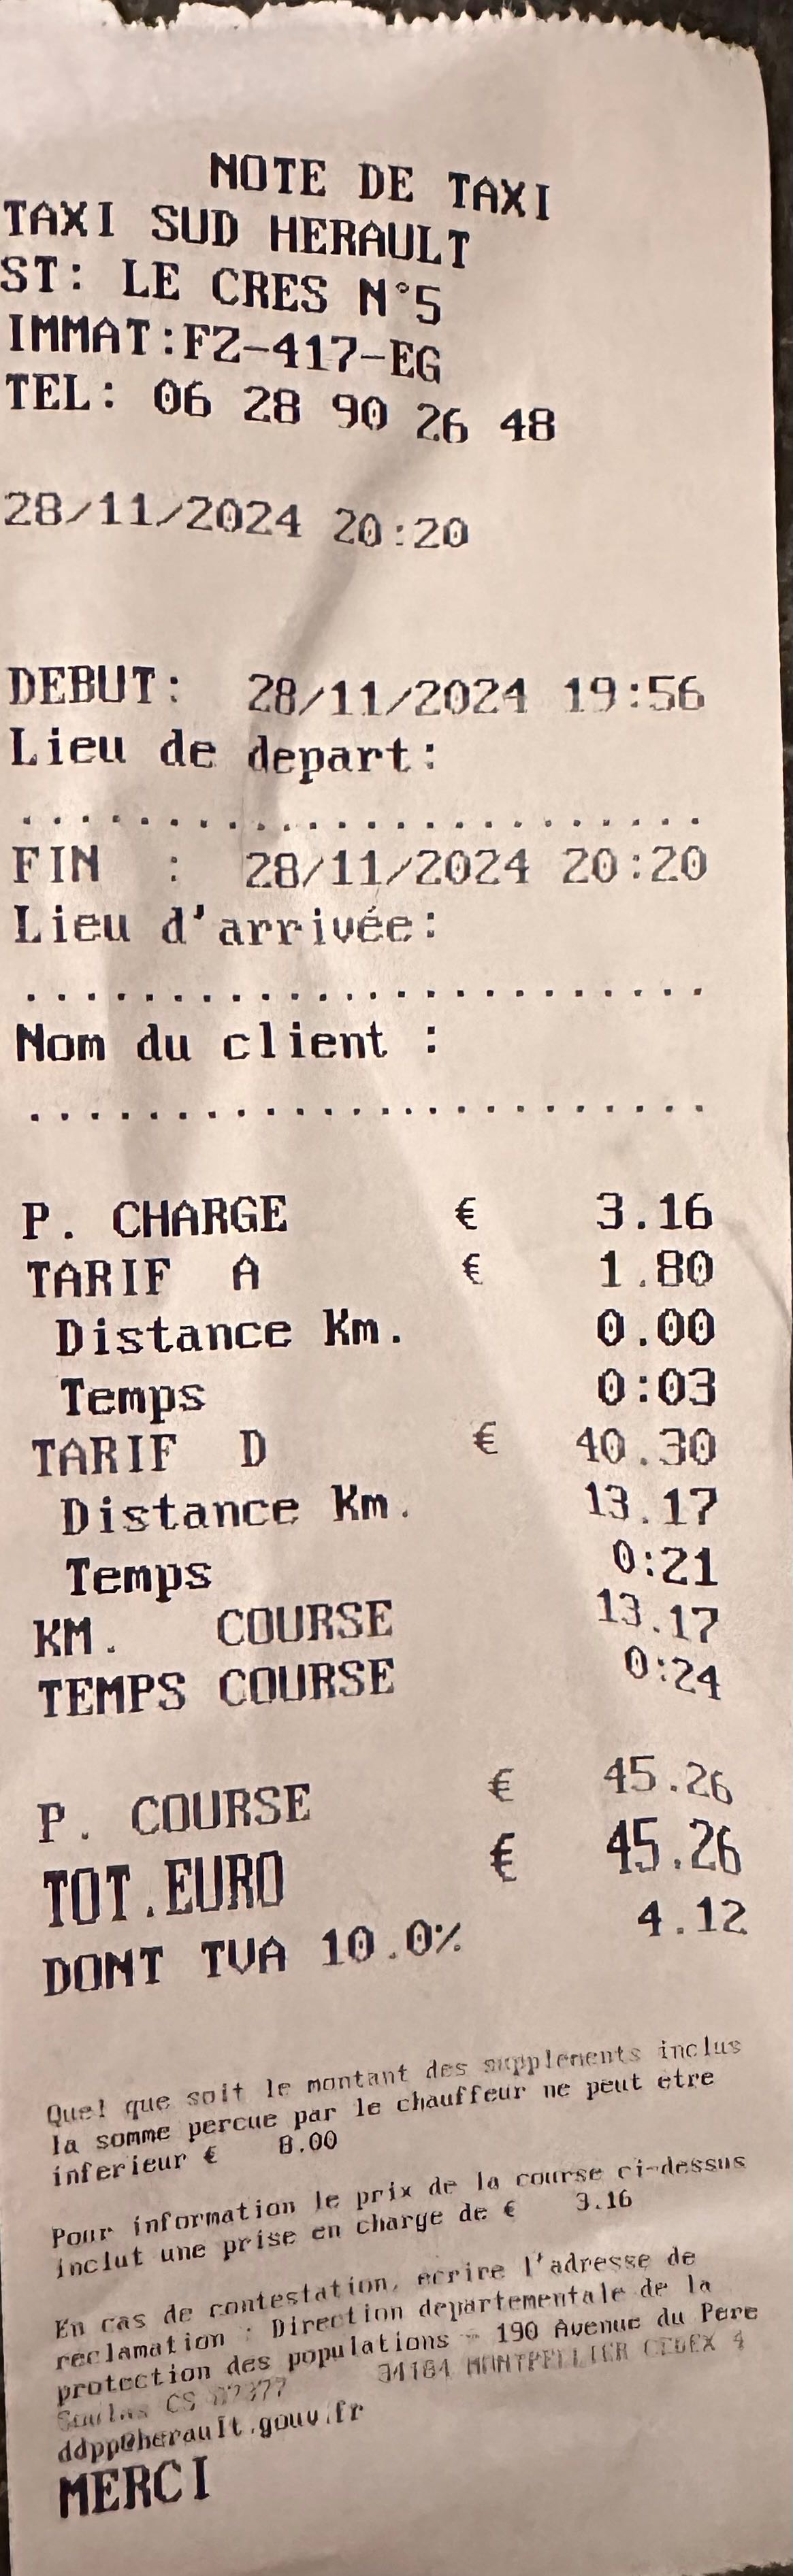 NOTE DE TAXI
TAXI SUD HERAULT
ST: LE CRES N°5
IMMAT:FZ-417-EG
TEL: 06 28 90 26 48
28/11/2024 20:20
DEBUT: 28/11/2024 19:56
Lieu de depart:
........................
FIN : 28/11/2024 20:20
Lieu d'arrivée:
........................
Nom du client :
........................
P. CHARGE € 3.16
TARIF A € 1.80
Distance Km. 0.00
Temps 0:03
TARIF D € 40.30
Distance Km. 13.17
Temps 0:21
KM. COURSE 13.17
TEMPS COURSE 0:24
P. COURSE € 45.26
TOT.EURO € 45.26
DONT TVA 10.0% 4.12
Quel que soit le montant des supplements inclus
la somme percue par le chauffeur ne peut etre
inferieur € 8.00
Pour information le prix de la course ci-dessus
inclut une prise en charge de € 3.16
En cas de contestation, ecrire l'adresse de
reclamation : Direction departementale de la
protection des populations - 190 Avenue du Pere
Soulas CS 34184 MONTPELLIER CEDEX 4
ddpp@herault.gouv.fr
MERCI